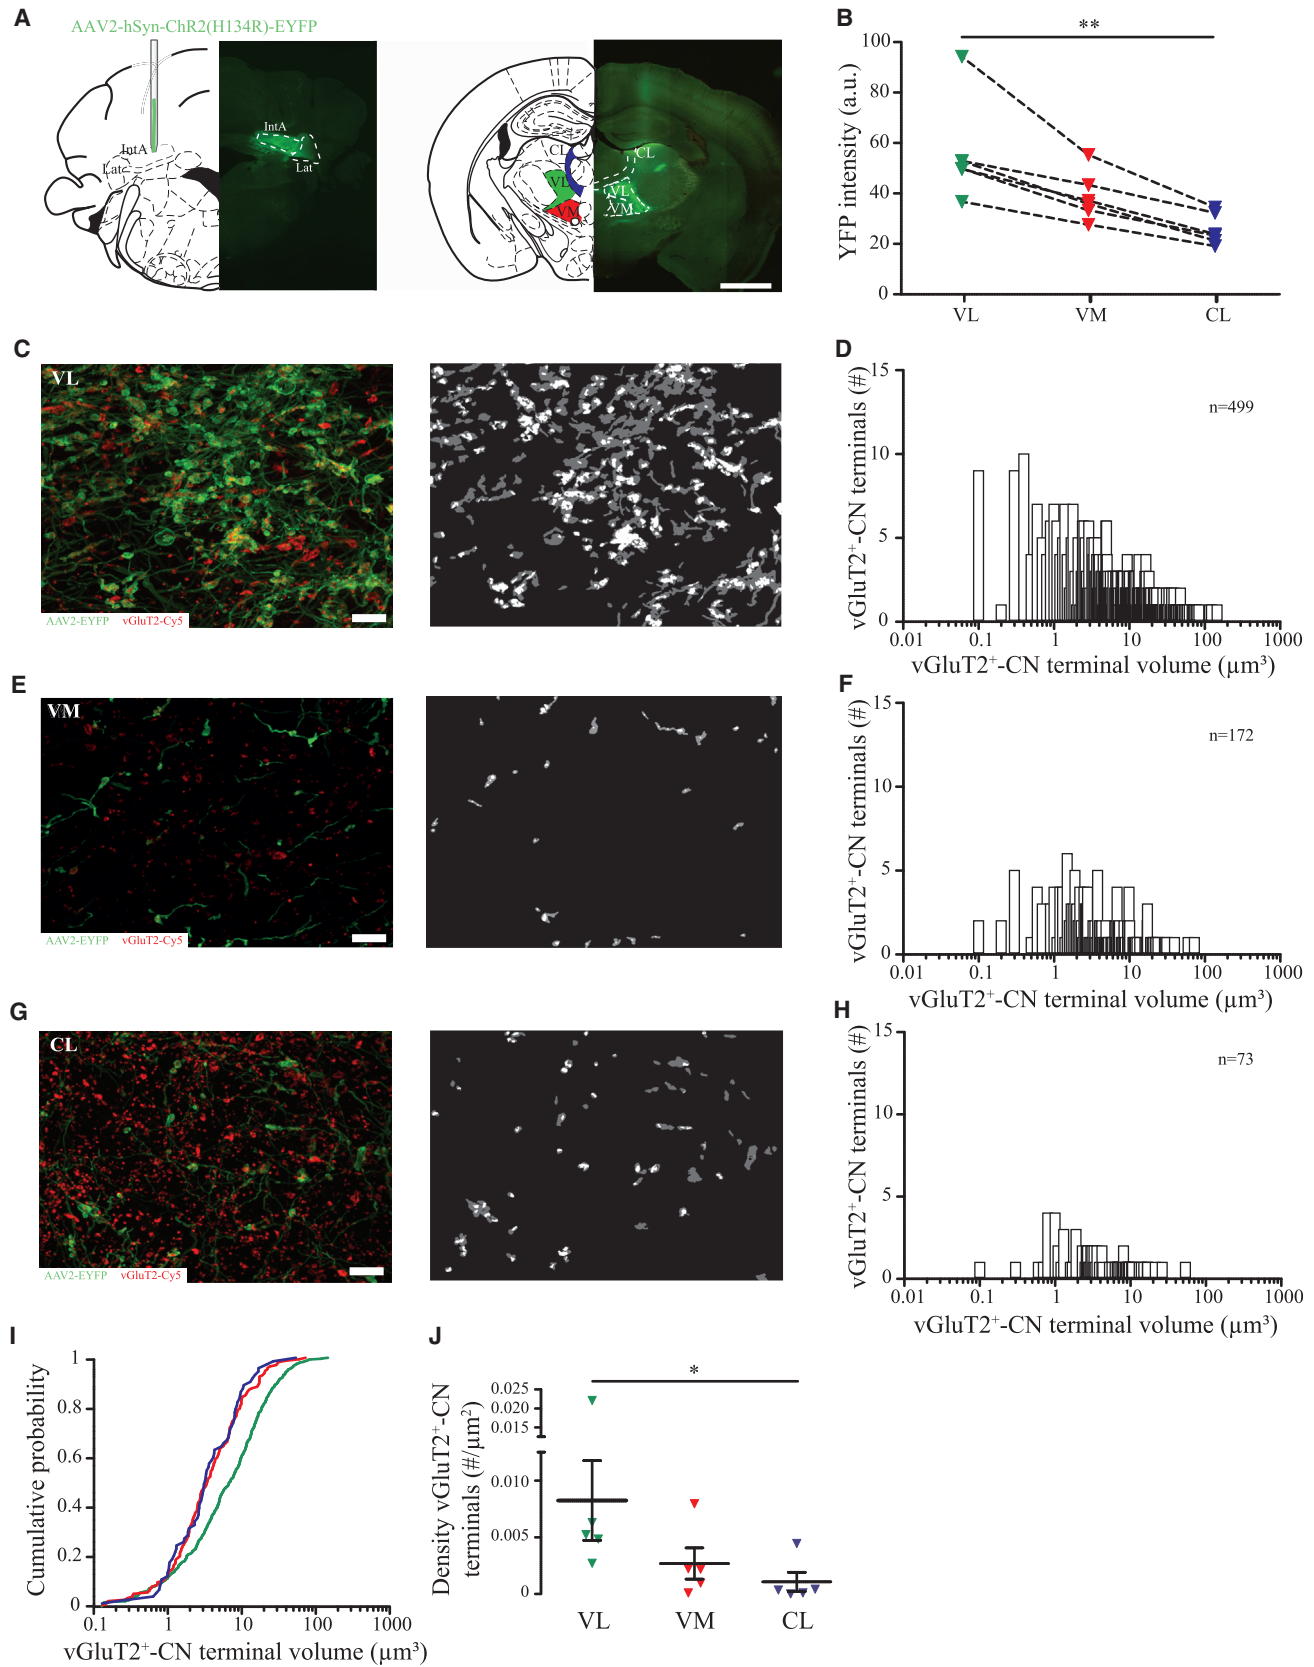 A
AAV2-hSyn-ChR2(H134R)-EYFP
IntA
Lat
IntA
Lat
CL
VL
VM
CL
VL
VM
B
**
YFP intensity (a.u.)
100
80
60
40
20
0
VL VM CL
C
VL
AAV2-EYFP vGluT2-Cy5
D
vGluT2⁺-CN terminals (#)
15
10
5
0
n=499
0.01 0.1 1 10 100 1000
vGluT2⁺-CN terminal volume (µm³)
E
VM
AAV2-EYFP vGluT2-Cy5
F
vGluT2⁺-CN terminals (#)
15
10
5
0
n=172
0.01 0.1 1 10 100 1000
vGluT2⁺-CN terminal volume (µm³)
G
CL
AAV2-EYFP vGluT2-Cy5
H
vGluT2⁺-CN terminals (#)
15
10
5
0
n=73
0.01 0.1 1 10 100 1000
vGluT2⁺-CN terminal volume (µm³)
I
Cumulative probability
1
0.8
0.6
0.4
0.2
0
0.1 1 10 100 1000
vGluT2⁺-CN terminal volume (µm³)
J
*
Density vGluT2⁺-CN
terminals (#/µm²)
0.025
0.020
0.015
0.010
0.005
0
VL VM CL